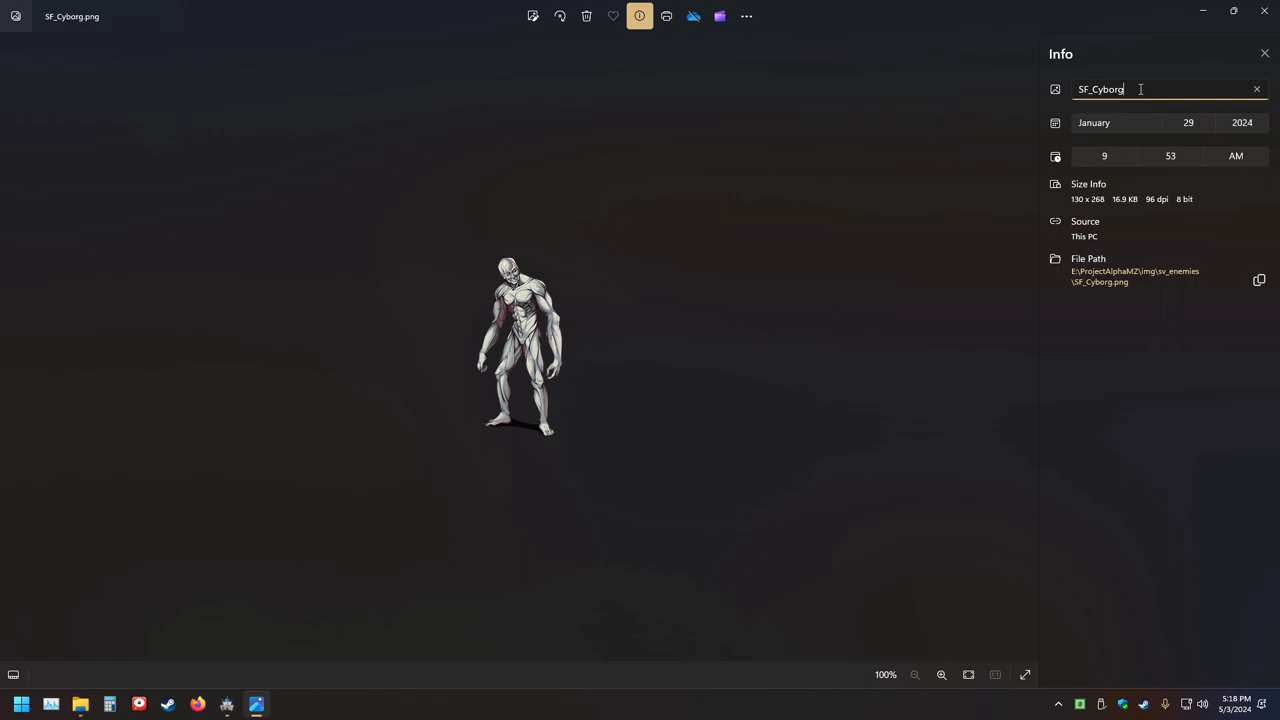 SF_Cyborg.png
Info
SF_Cyborg
January 29 2024
9 53 AM
Size Info
130 x 268 16.9 KB 96 dpi 8 bit
Source
This PC
File Path
E:\ProjectAlphaMZ\img\sv_enemies
\SF_Cyborg.png
100%
5:18 PM
5/3/2024